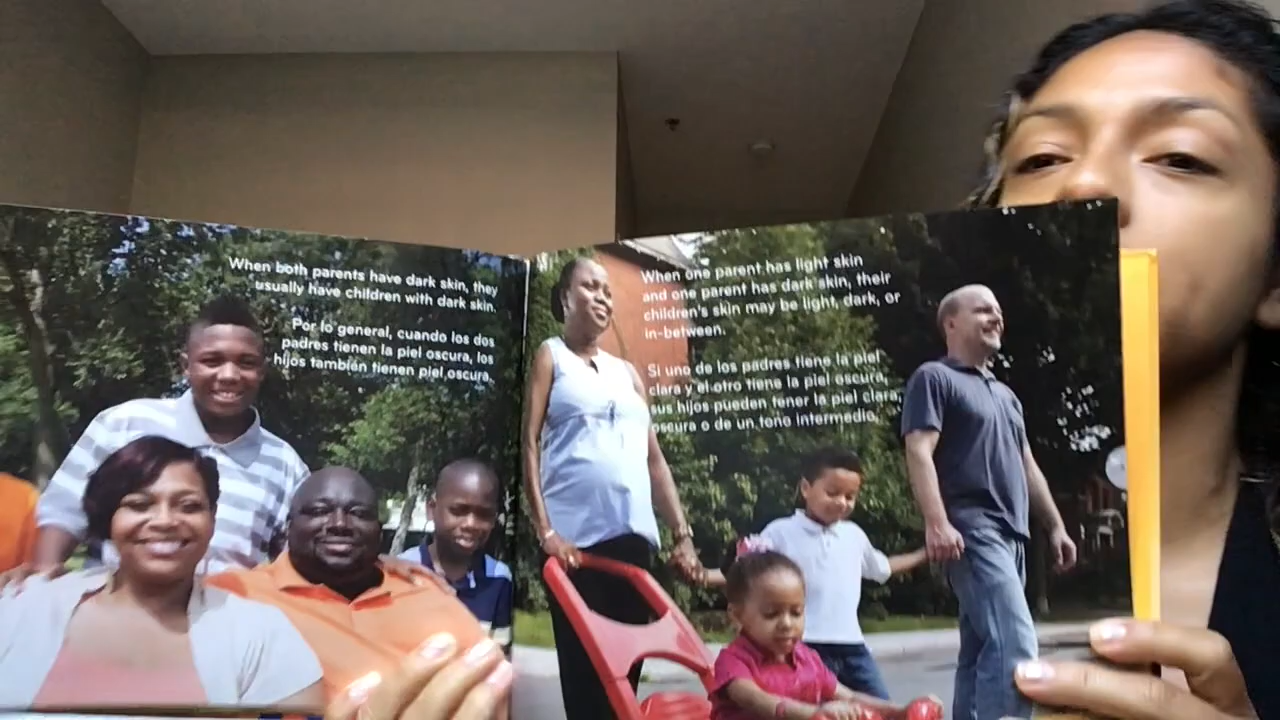 When both parents have dark skin, they
usually have children with dark skin.
Por lo general, cuando los dos
padres tienen la piel oscura, los
hijos también tienen piel oscura.
When one parent has light skin
and one parent has dark skin, their
children's skin may be light, dark, or
in-between.
Si uno de los padres tiene la piel
clara y el otro tiene la piel oscura,
sus hijos pueden tener la piel clara,
oscura o de un tono intermedio.